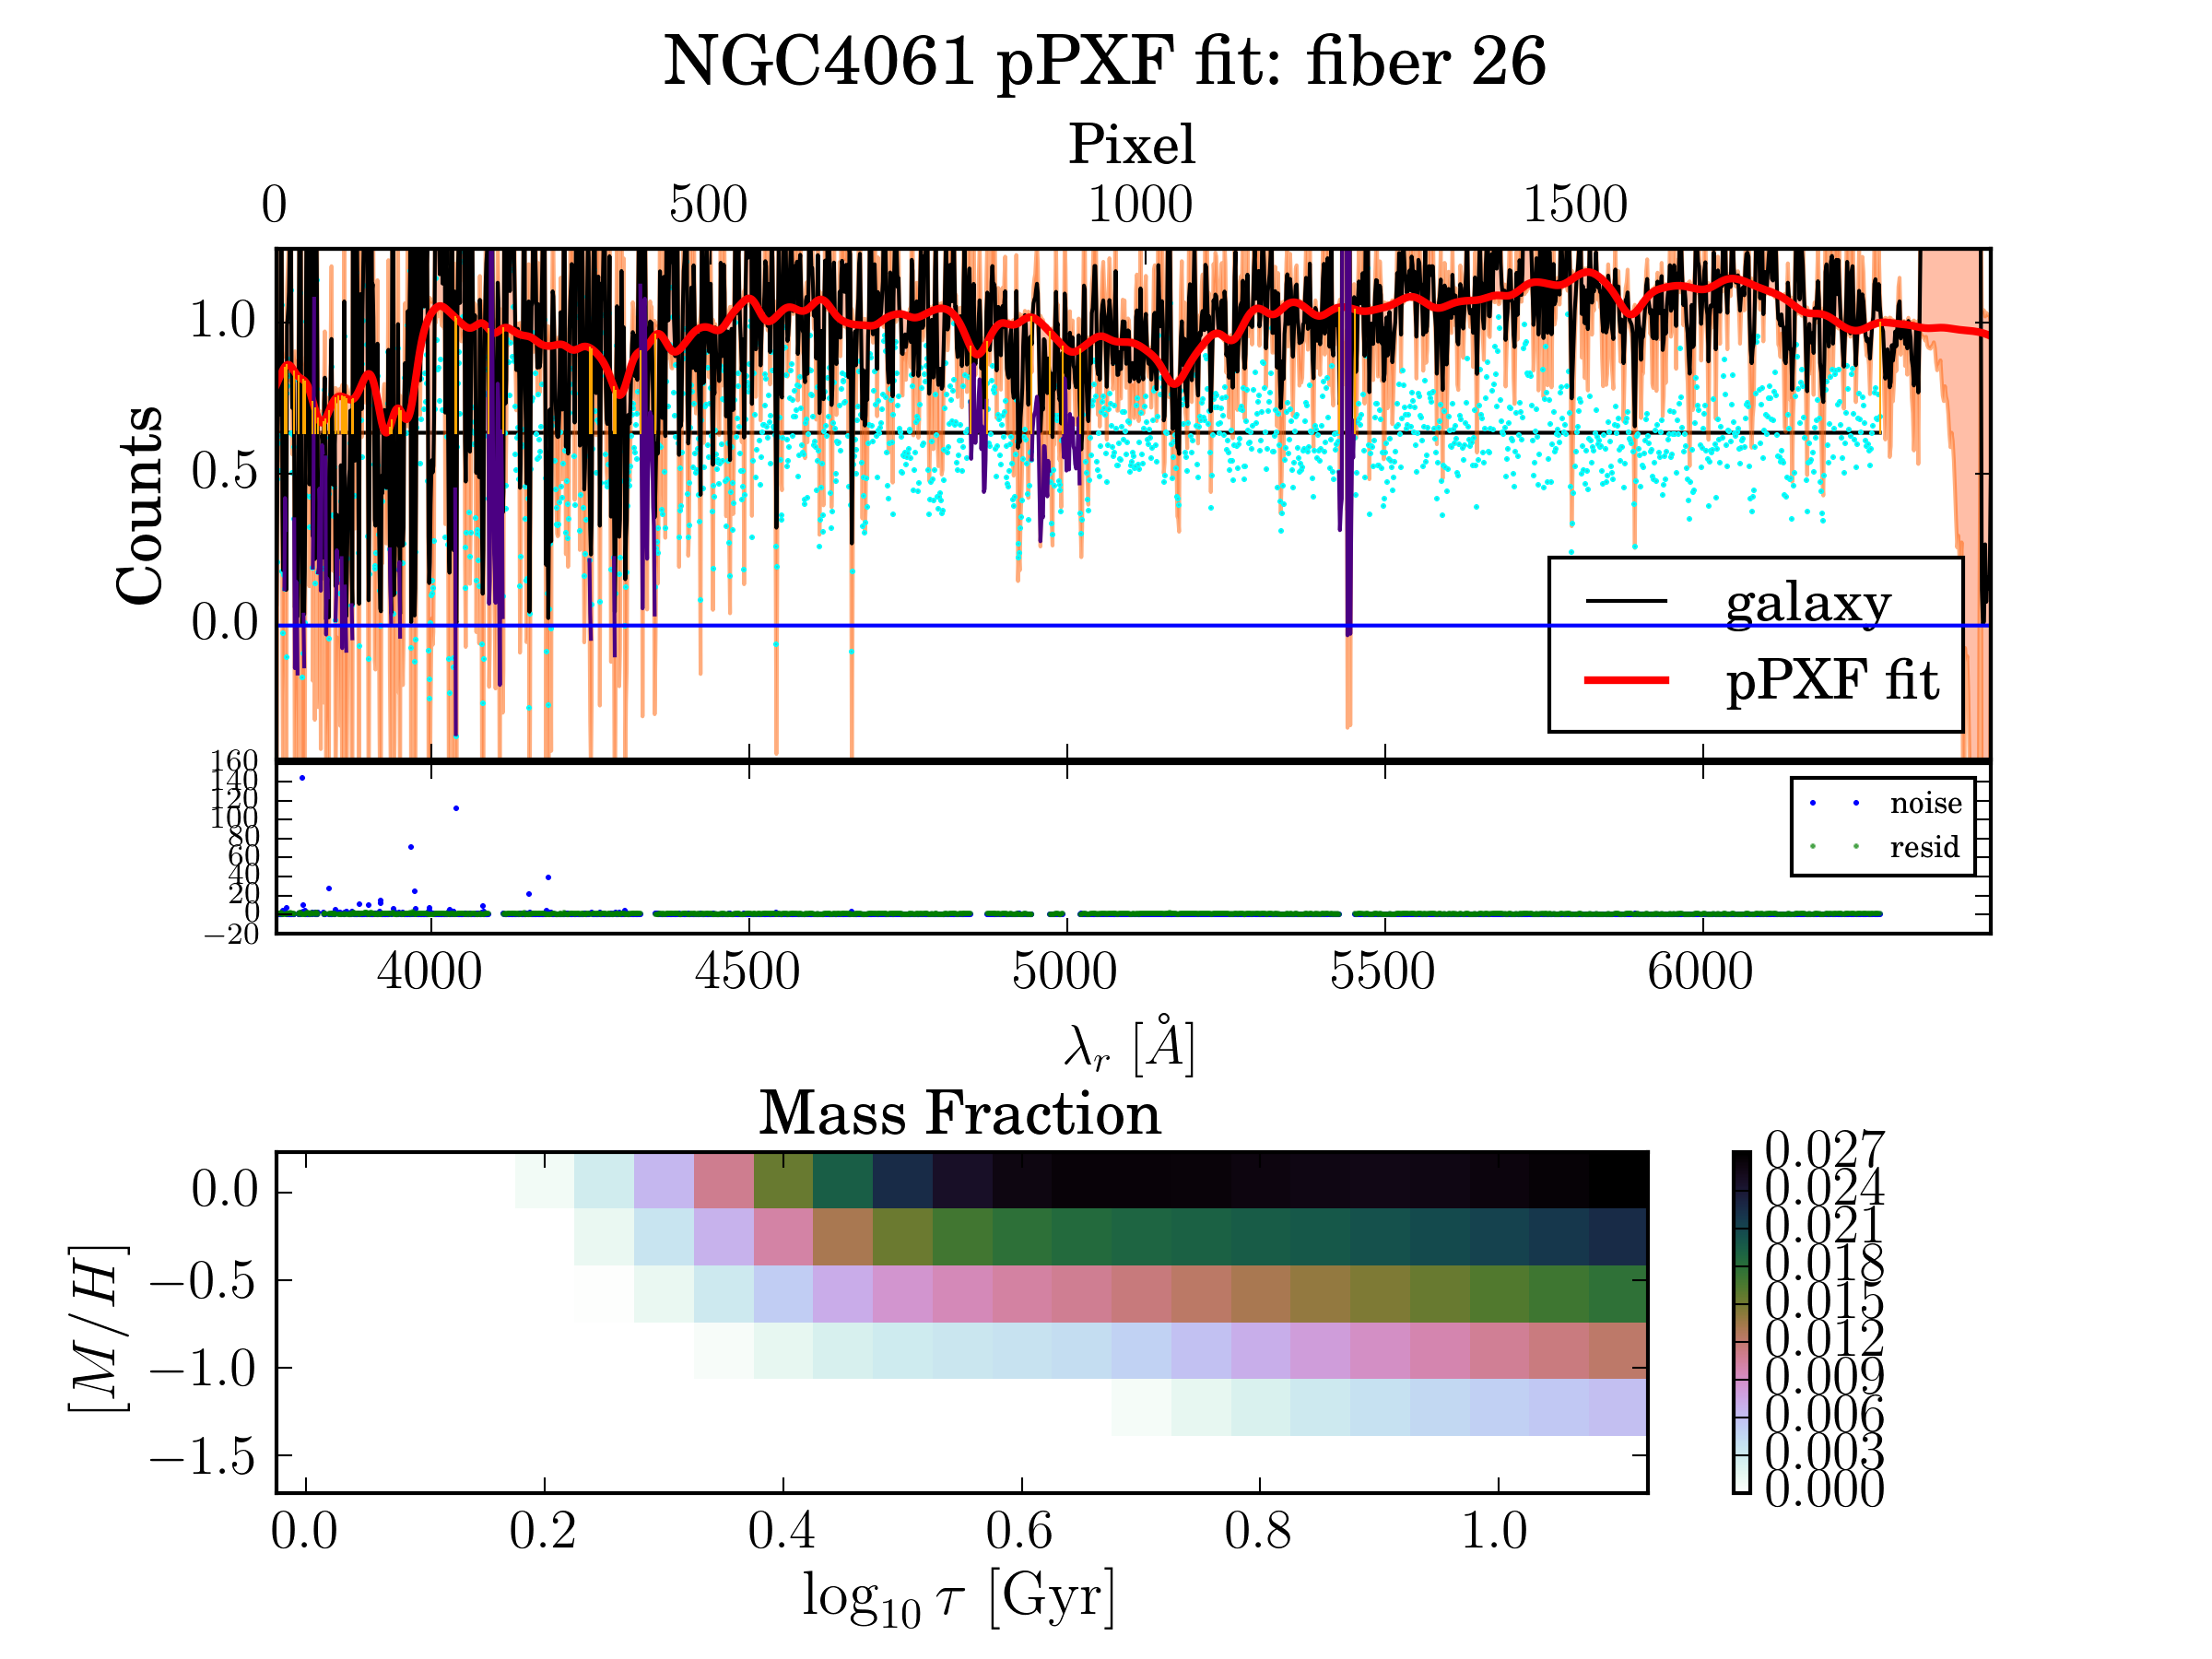 NGC4061 pPXF fit: fiber 26
Pixel
0 500 1000 1500
1.0
0.5
0.0
Counts
galaxy
pPXF fit
160
140
120
100
80
60
40
20
0
−20
noise
resid
4000 4500 5000 5500 6000
λr [Å]
Mass Fraction
0.0
−0.5
−1.0
−1.5
[M/H]
0.0 0.2 0.4 0.6 0.8 1.0
log10 τ [Gyr]
0.027
0.024
0.021
0.018
0.015
0.012
0.009
0.006
0.003
0.000